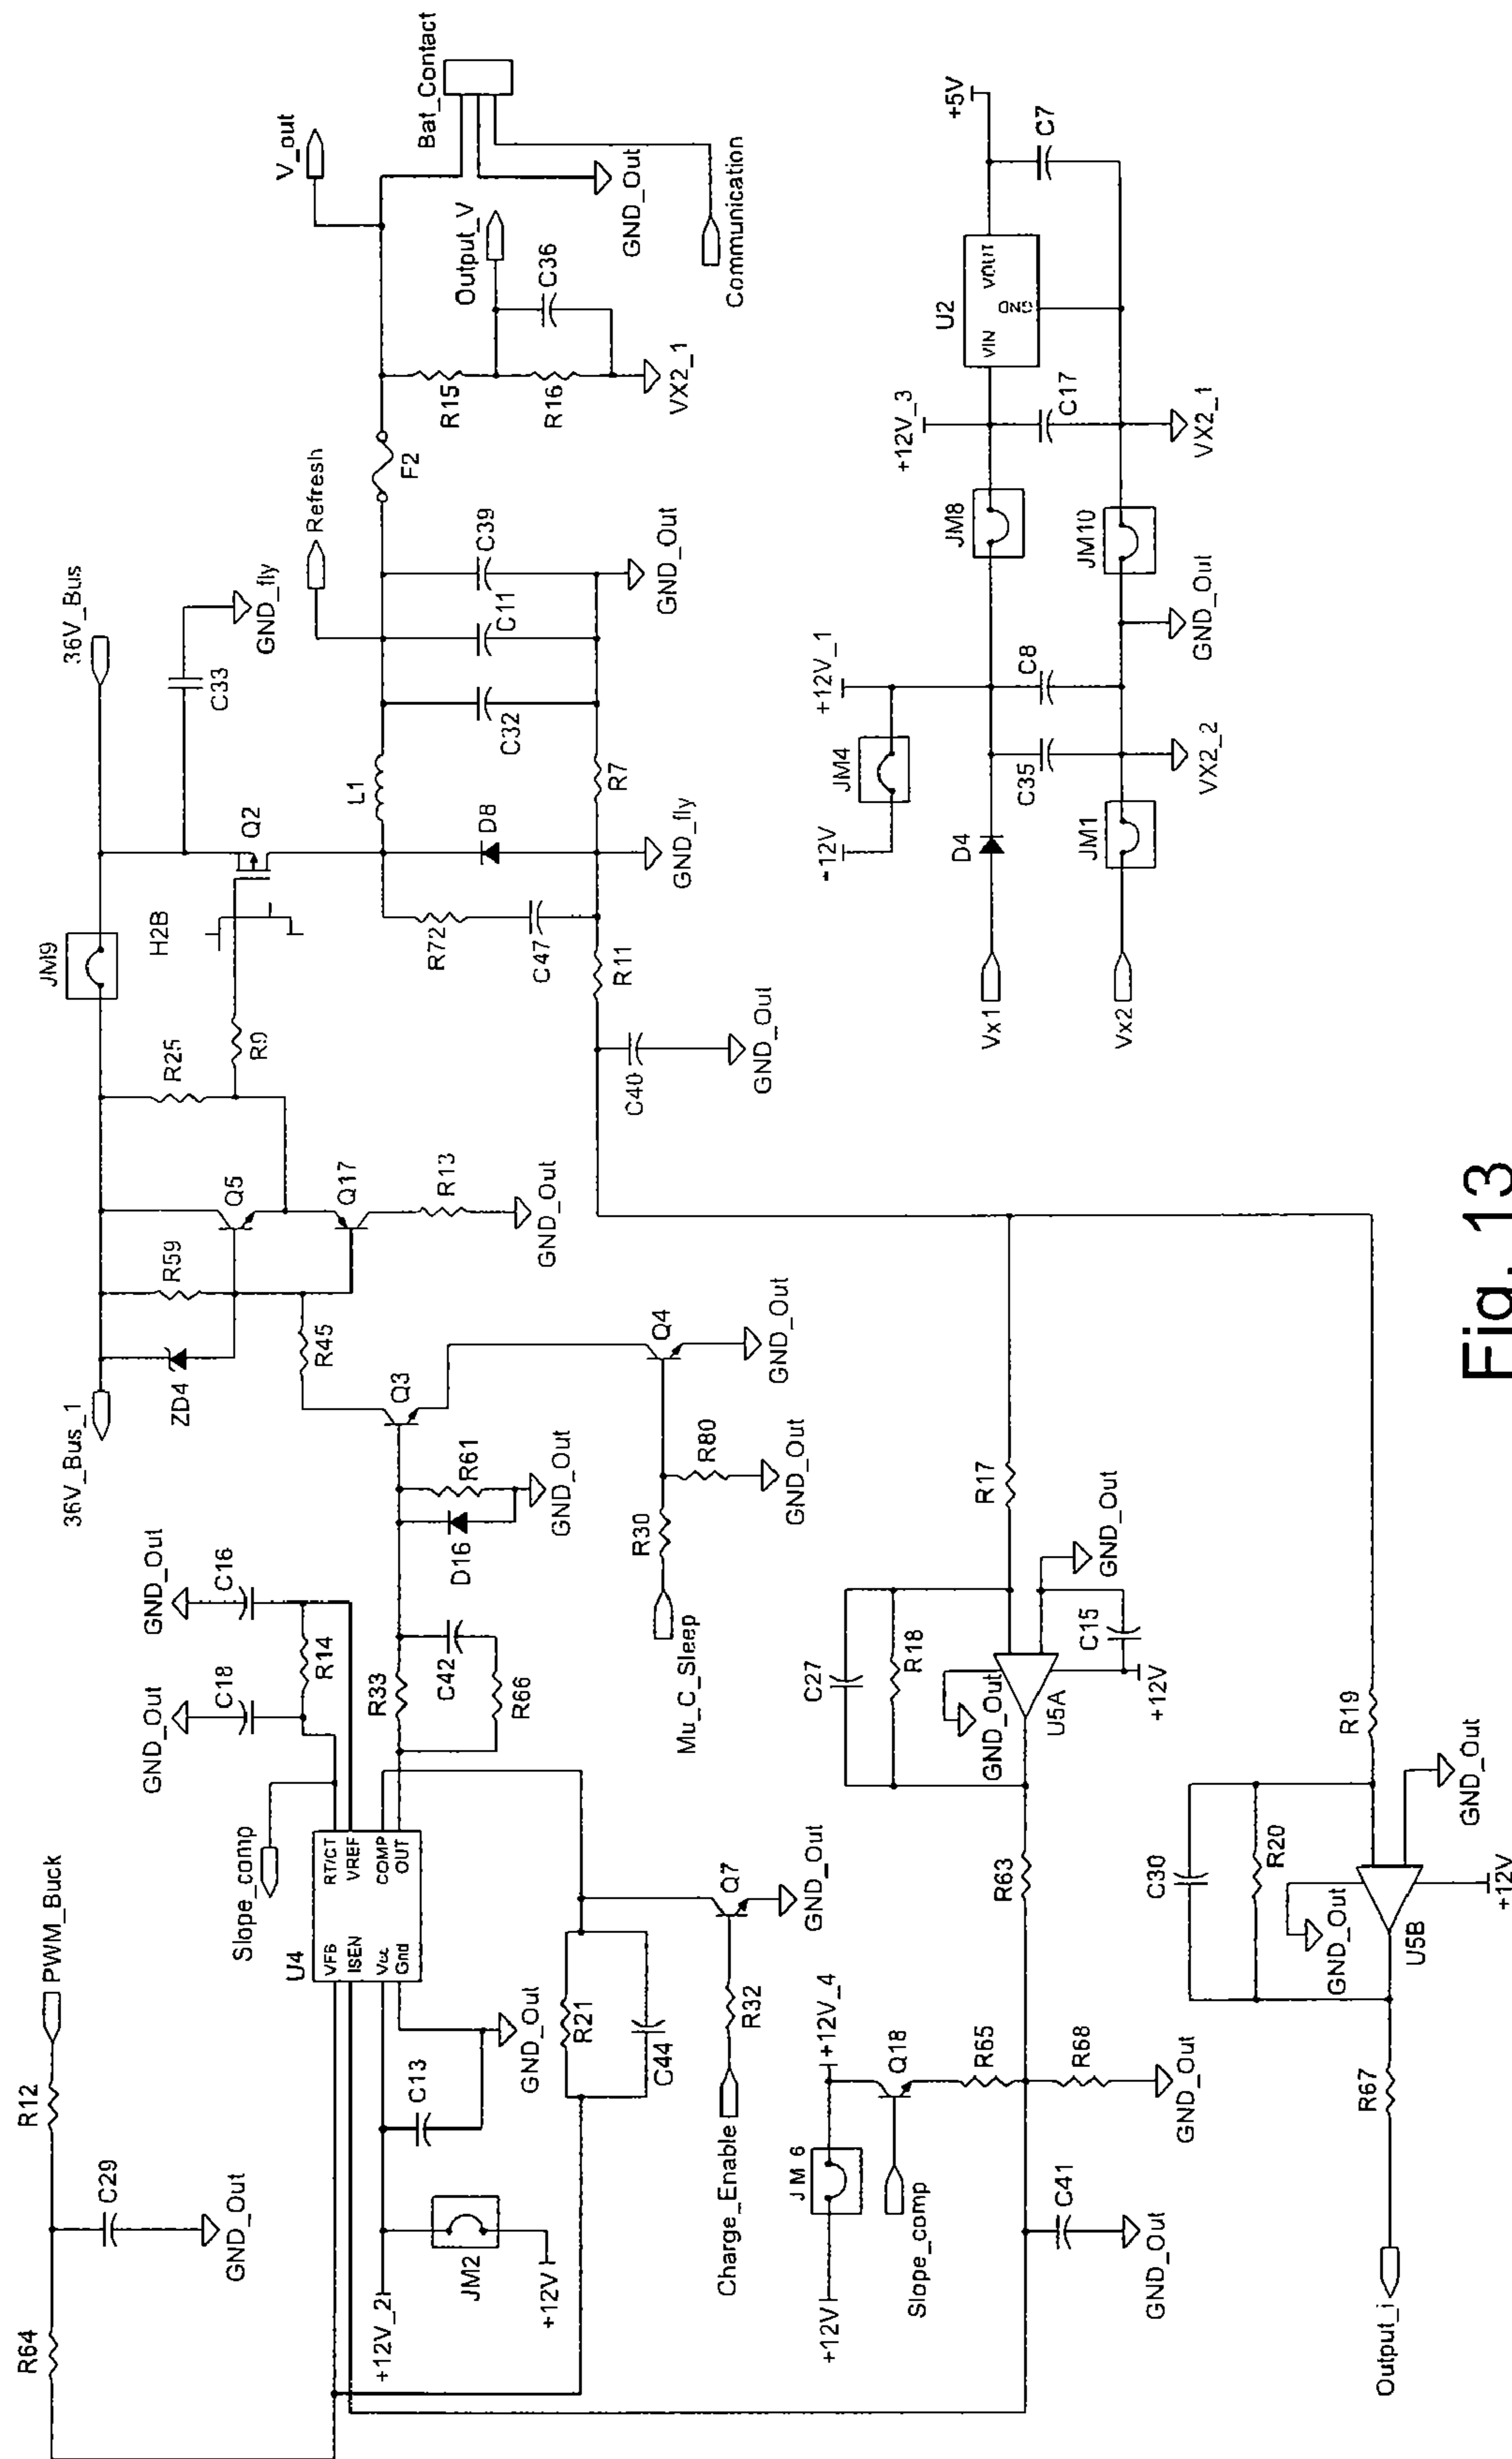 R64
R12
PWM_Buck
C29
GND_Out
Slope_comp
GND_Out
C18
GND_Out
C16
R14
U4
VFB
ISEN
Vcc
Gnd
RT/CT
VREF
COMP
OUT
+12V_2
JM2
+12V
C13
GND_Out
R21
C44
Charge_Enable
R32
Q7
GND_Out
R33
C42
R66
D16
R61
GND_Out
Mu_C_Sleep
R30
R80
GND_Out
Q3
Q4
GND_Out
36V_Bus_1
ZD4
R59
R45
Q5
Q17
R13
GND_Out
R25
R9
JM9
H2B
Q2
36V_Bus
C33
GND_fly
R72
C47
D8
L1
GND_fly
R11
R7
C40
GND_Out
C32
C11
C39
Refresh
GND_Out
F2
R15
R16
Output_V
C36
VX2_1
V_out
Bat_Contact
GND_Out
Communication
+12V
JM 6
+12V_4
Q18
Slope_comp
R65
R68
GND_Out
C41
GND_Out
R63
C27
R18
GND_Out
U5A
+12V
C15
GND_Out
R17
Output_i
R67
C30
R20
GND_Out
U5B
+12V
GND_Out
R19
Vx1
Vx2
D4
JM1
+12V
JM4
+12V_1
C35
C8
VX2_2
GND_Out
JM8
JM10
+12V_3
C17
VX2_1
U2
VIN
VOUT
GND
+5V
C7
Fig. 13